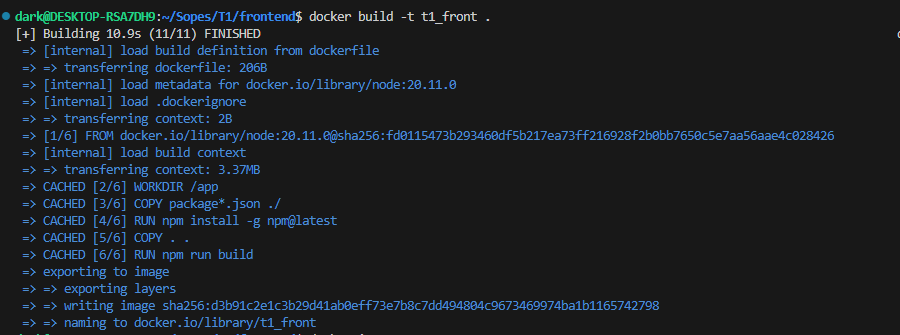 dark@DESKTOP-RSA7DH9:~/Sopes/T1/frontend$ docker build -t t1_front .
[+] Building 10.9s (11/11) FINISHED
=> [internal] load build definition from dockerfile
=> => transferring dockerfile: 206B
=> [internal] load metadata for docker.io/library/node:20.11.0
=> [internal] load .dockerignore
=> => transferring context: 2B
=> [1/6] FROM docker.io/library/node:20.11.0@sha256:fd0115473b293460df5b217ea73ff216928f2b0bb7650c5e7aa56aae4c028426
=> [internal] load build context
=> => transferring context: 3.37MB
=> CACHED [2/6] WORKDIR /app
=> CACHED [3/6] COPY package*.json ./
=> CACHED [4/6] RUN npm install -g npm@latest
=> CACHED [5/6] COPY . .
=> CACHED [6/6] RUN npm run build
=> exporting to image
=> => exporting layers
=> => writing image sha256:d3b91c2e1c3b29d41ab0eff73e7b8c7dd494804c9673469974ba1b1165742798
=> => naming to docker.io/library/t1_front